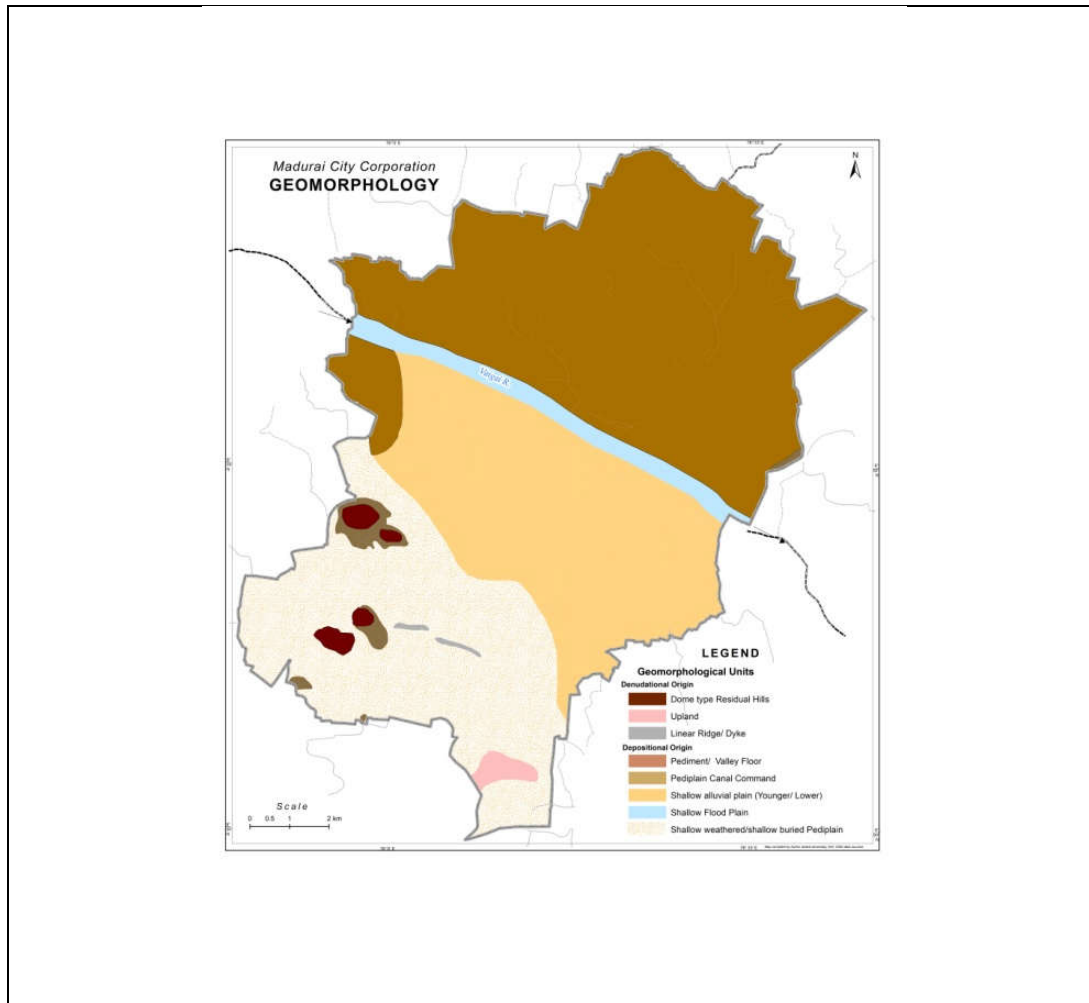 Madurai City Corporation
GEOMORPHOLOGY
N
Vaigai R.
LEGEND
Geomorphological Units
Denudational Origin
Dome type Residual Hills
Upland
Linear Ridge/ Dyke
Depositional Origin
Pediment/ Valley Floor
Pediplain Canal Command
Shallow alluvial plain (Younger/ Lower)
Shallow Flood Plain
Shallow weathered/shallow buried Pediplain
Scale
0 0.5 1 2 km